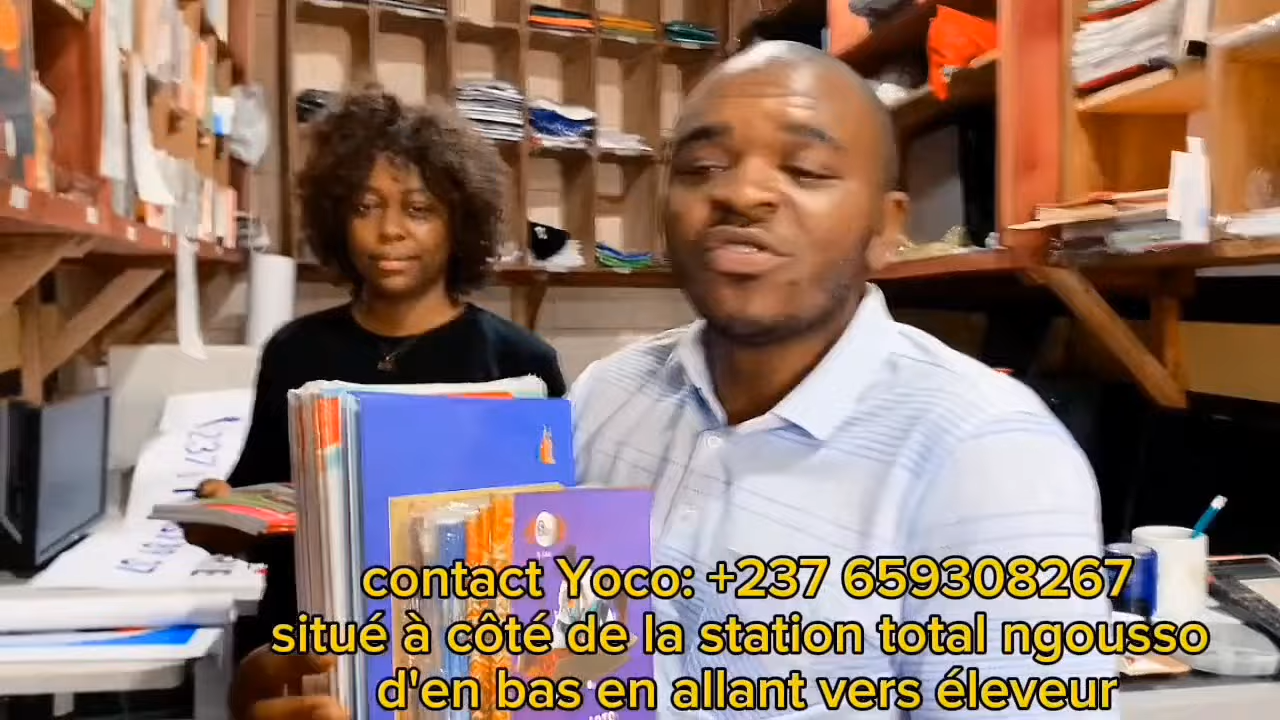 contact Yoco: +237 659308267
situé à côté de la station total ngousso
d'en bas en allant vers éleveur